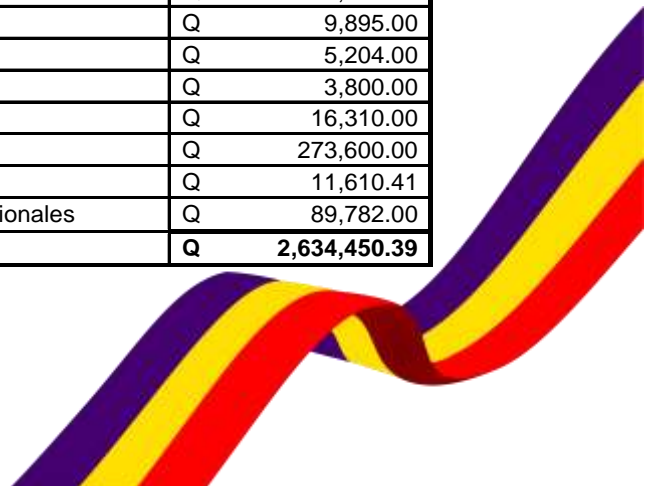 Q 9,895.00
Q 5,204.00
Q 3,800.00
Q 16,310.00
Q 273,600.00
Q 11,610.41
ionales Q 89,782.00
Q 2,634,450.39